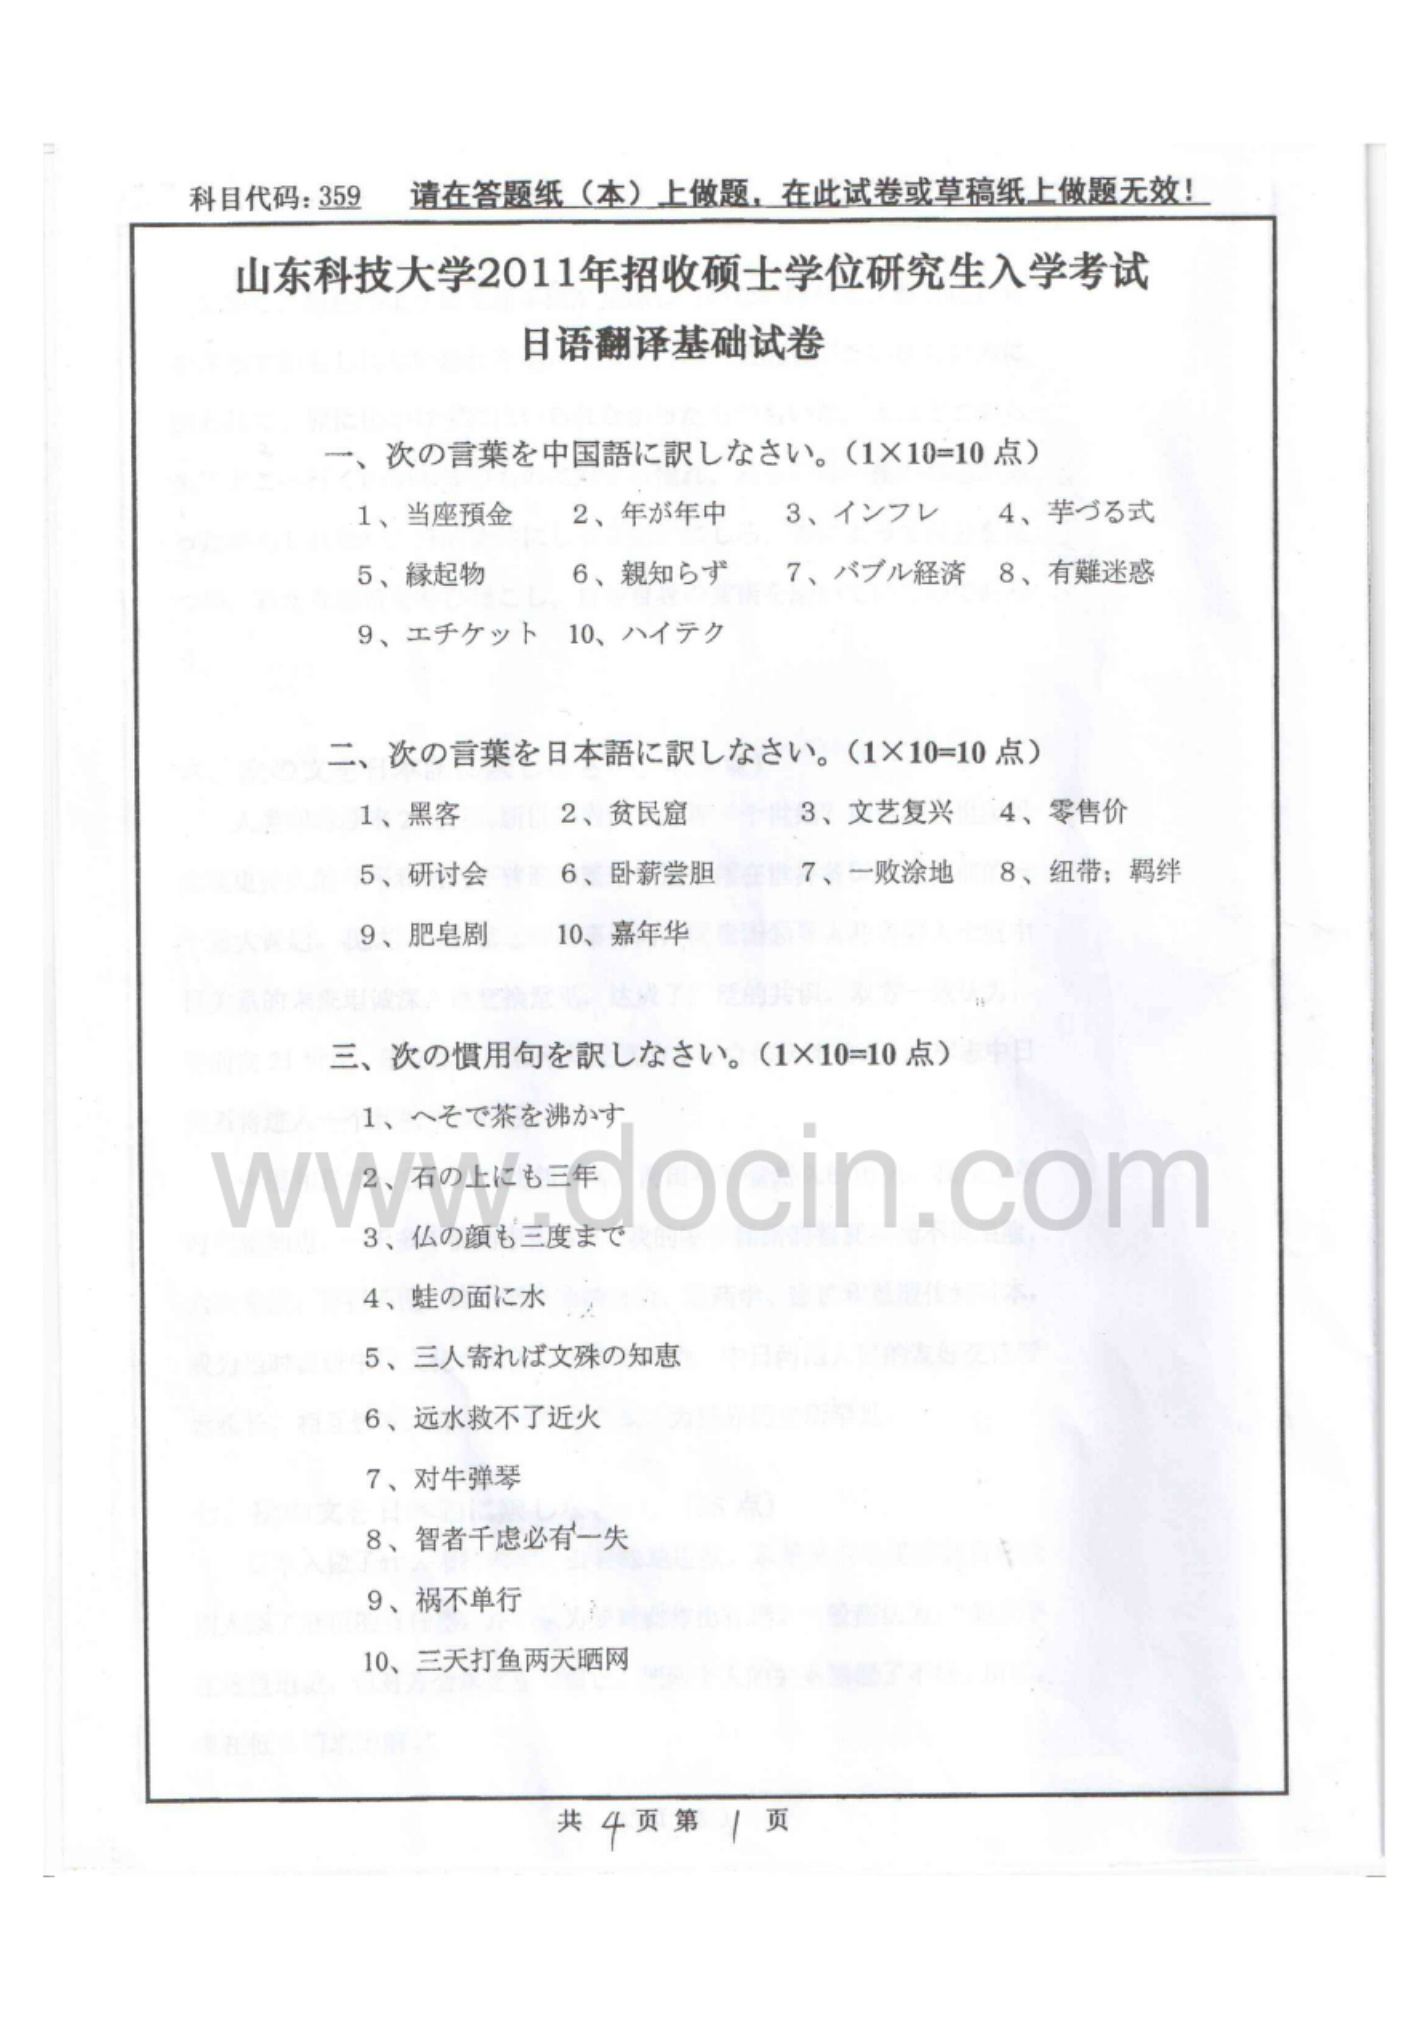 科目代码：359 请在答题纸（本）上做题，在此试卷或草稿纸上做题无效！
山东科技大学2011年招收硕士学位研究生入学考试
日语翻译基础试卷
一、次の言葉を中国語に訳しなさい。（1×10=10 点）
1、当座預金 2、年が年中 3、インフレ 4、芋づる式
5、縁起物 6、親知らず 7、バブル経済 8、有難迷惑
9、エチケット 10、ハイテク
二、次の言葉を日本語に訳しなさい。（1×10=10 点）
1、黑客 2、贫民窟 3、文艺复兴 4、零售价
5、研讨会 6、卧薪尝胆 7、一败涂地 8、纽带；羁绊
9、肥皂剧 10、嘉年华
三、次の慣用句を訳しなさい。（1×10=10 点）
1、へそで茶を沸かす
2、石の上にも三年
3、仏の顔も三度まで
4、蛙の面に水
5、三人寄れば文殊の知恵
6、远水救不了近火
7、对牛弹琴
8、智者千虑必有一失
9、祸不单行
10、三天打鱼两天晒网
www.docin.com
共 4 页 第 1 页